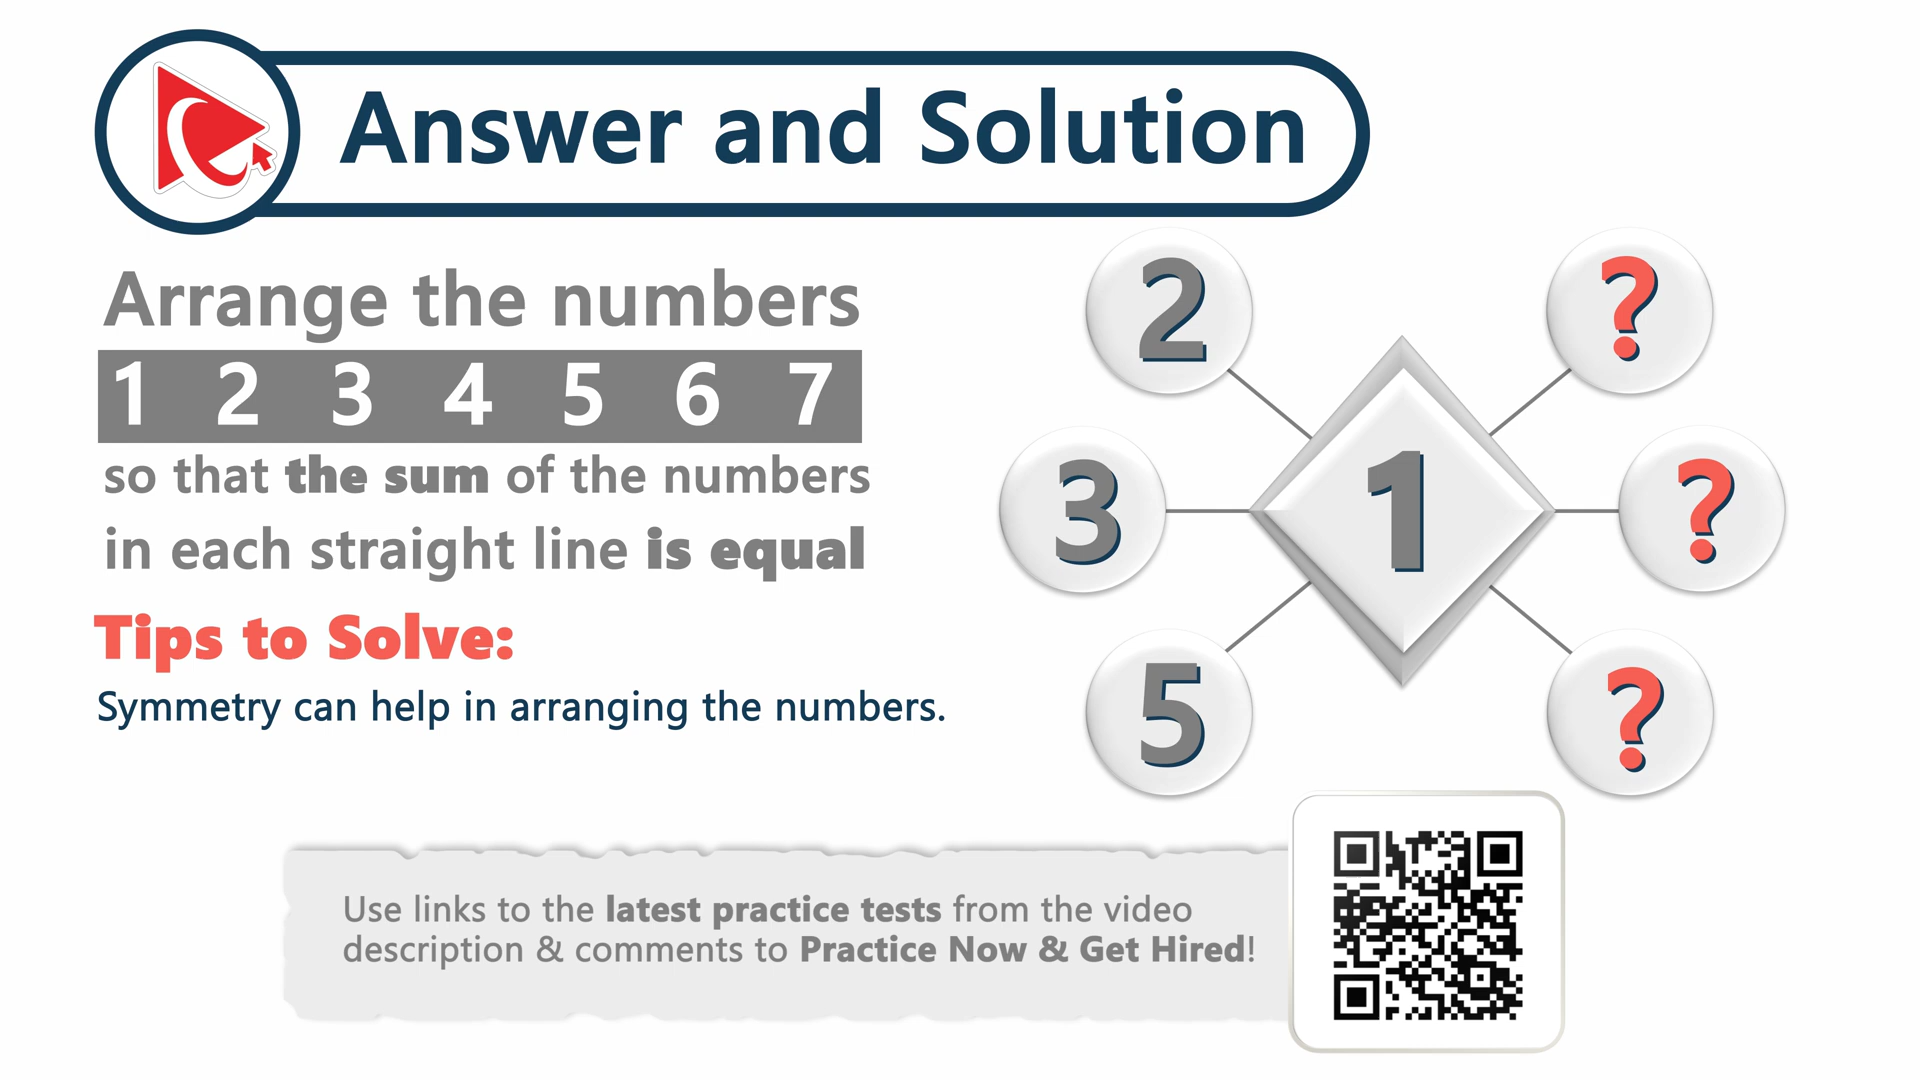 Answer and Solution
Arrange the numbers
1 2 3 4 5 6 7
so that the sum of the numbers
in each straight line is equal
Tips to Solve:
Symmetry can help in arranging the numbers.
2 ?
3 1 ?
5 ?
Use links to the latest practice tests from the video
description & comments to Practice Now & Get Hired!